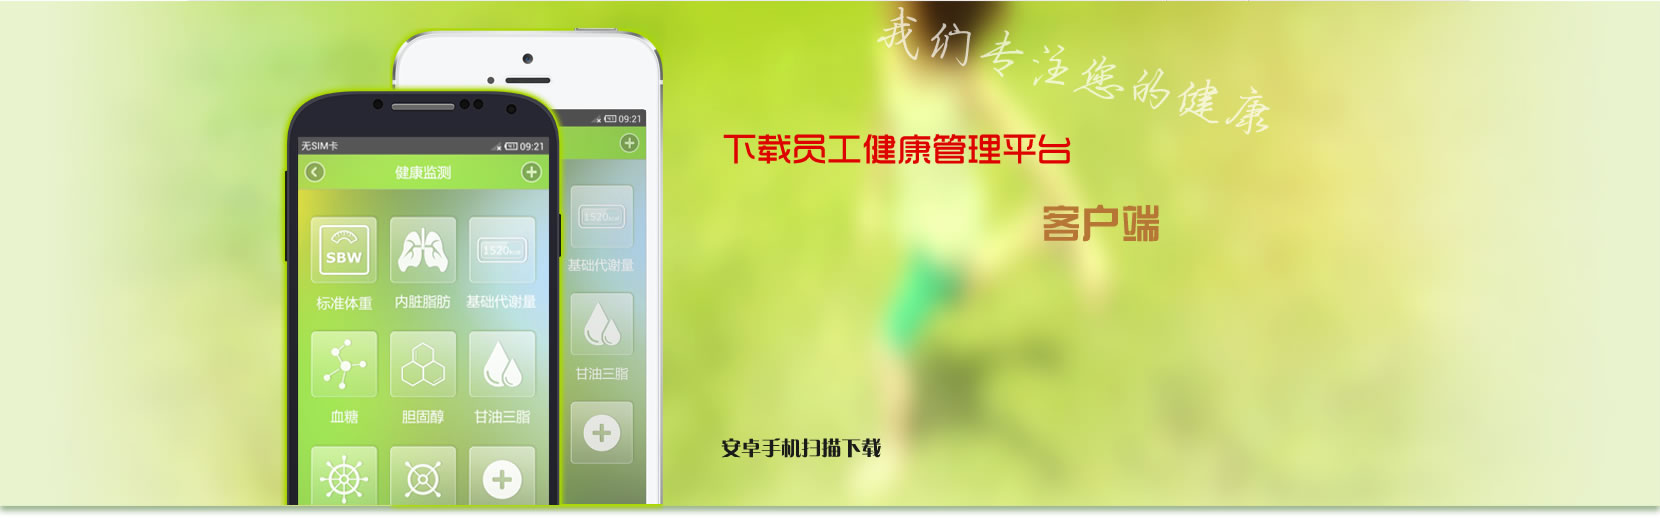 我们专注您的健康
下载员工健康管理平台
客户端
安卓手机扫描下载
无SIM卡
09:21
健康监测
SBW
1520kcal
标准体重
内脏脂肪
基础代谢量
血糖
胆固醇
甘油三脂
09:21
1520kcal
基础代谢量
甘油三脂